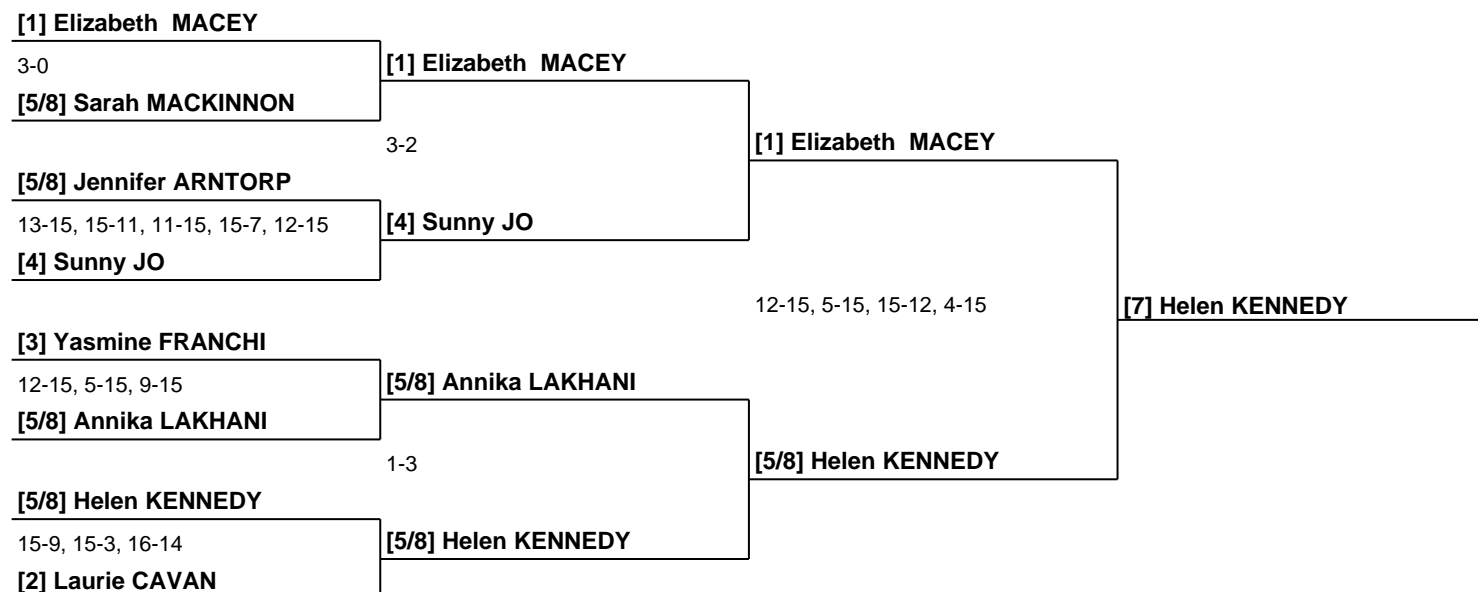 [1] Elizabeth  MACEY
3-0
[5/8] Sarah MACKINNON
[1] Elizabeth  MACEY
3-2
[1] Elizabeth  MACEY
[5/8] Jennifer ARNTORP
13-15, 15-11, 11-15, 15-7, 12-15
[4] Sunny JO
[4] Sunny JO
12-15, 5-15, 15-12, 4-15
[7] Helen KENNEDY
[3] Yasmine FRANCHI
12-15, 5-15, 9-15
[5/8] Annika LAKHANI
[5/8] Annika LAKHANI
1-3
[5/8] Helen KENNEDY
[5/8] Helen KENNEDY
15-9, 15-3, 16-14
[5/8] Helen KENNEDY
[2] Laurie CAVAN